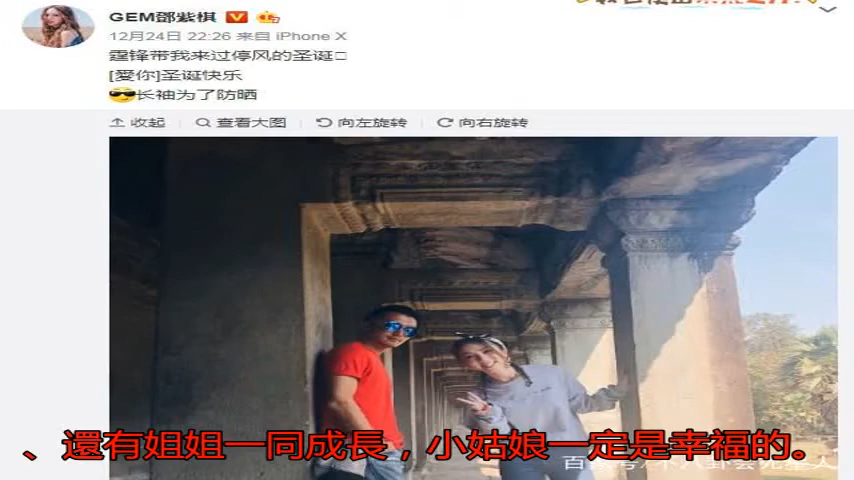 GEM鄧紫棋
12月24日 22:26 来自 iPhone X
霆锋带我来过停风的圣诞
[愛你]圣诞快乐
长袖为了防晒
收起 查看大图 向左旋转 向右旋转
、還有姐姐一同成長，小姑娘一定是幸福的。